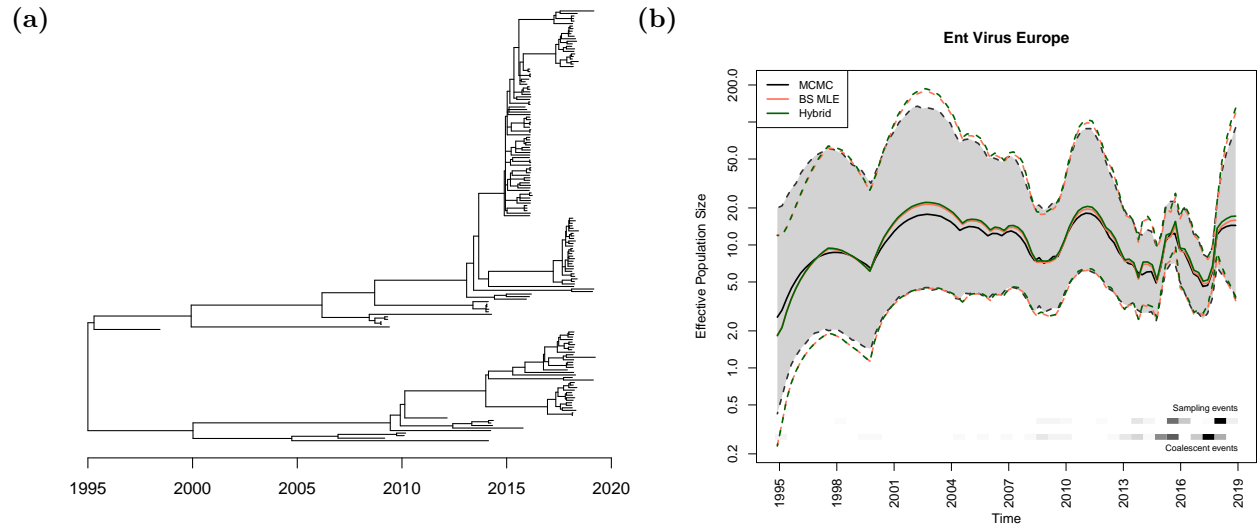 (a)
1995 2000 2005 2010 2015 2020
(b)
Ent Virus Europe
MCMC
BS MLE
Hybrid
Effective Population Size
200.0
50.0
20.0
10.0
5.0
2.0
1.0
0.5
0.2
Sampling events
Coalescent events
1995 1998 2001 2004 2007 2010 2013 2016 2019
Time